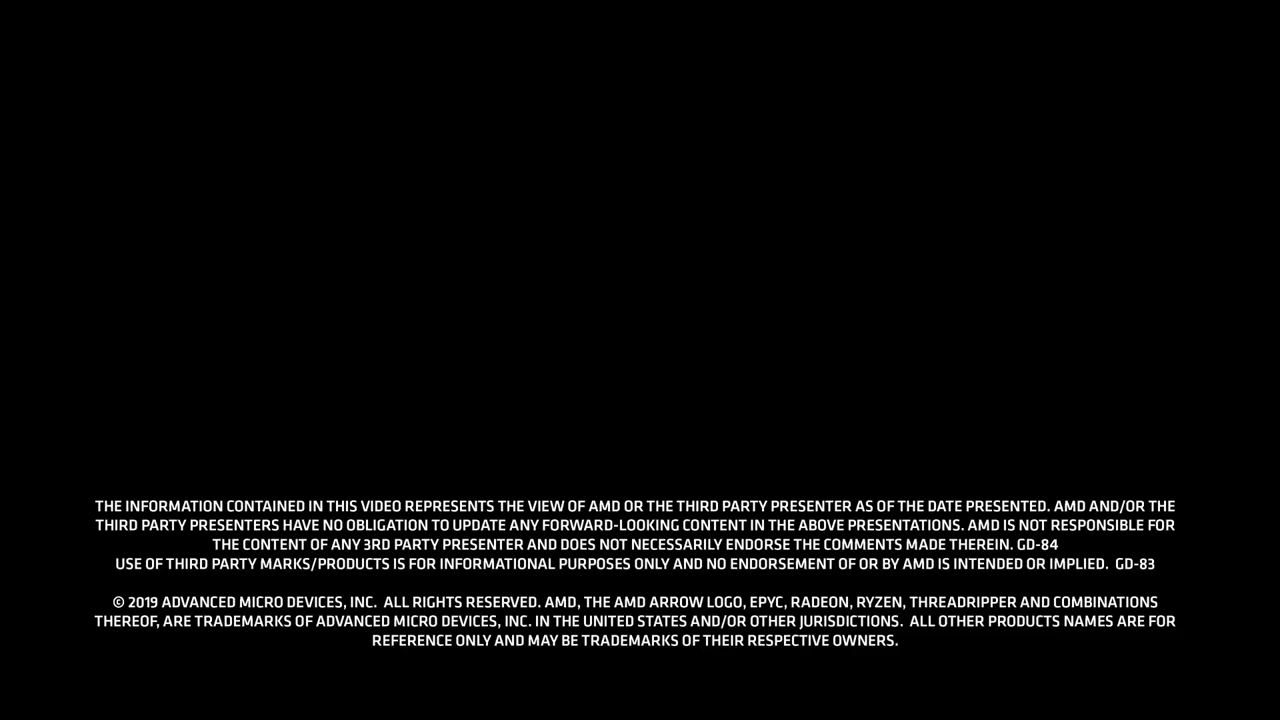 THE INFORMATION CONTAINED IN THIS VIDEO REPRESENTS THE VIEW OF AMD OR THE THIRD PARTY PRESENTER AS OF THE DATE PRESENTED. AMD AND/OR THE
THIRD PARTY PRESENTERS HAVE NO OBLIGATION TO UPDATE ANY FORWARD-LOOKING CONTENT IN THE ABOVE PRESENTATIONS. AMD IS NOT RESPONSIBLE FOR
THE CONTENT OF ANY 3RD PARTY PRESENTER AND DOES NOT NECESSARILY ENDORSE THE COMMENTS MADE THEREIN. GD-84
USE OF THIRD PARTY MARKS/PRODUCTS IS FOR INFORMATIONAL PURPOSES ONLY AND NO ENDORSEMENT OF OR BY AMD IS INTENDED OR IMPLIED.  GD-83
© 2019 ADVANCED MICRO DEVICES, INC.  ALL RIGHTS RESERVED. AMD, THE AMD ARROW LOGO, EPYC, RADEON, RYZEN, THREADRIPPER AND COMBINATIONS
THEREOF, ARE TRADEMARKS OF ADVANCED MICRO DEVICES, INC. IN THE UNITED STATES AND/OR OTHER JURISDICTIONS.  ALL OTHER PRODUCTS NAMES ARE FOR
REFERENCE ONLY AND MAY BE TRADEMARKS OF THEIR RESPECTIVE OWNERS.